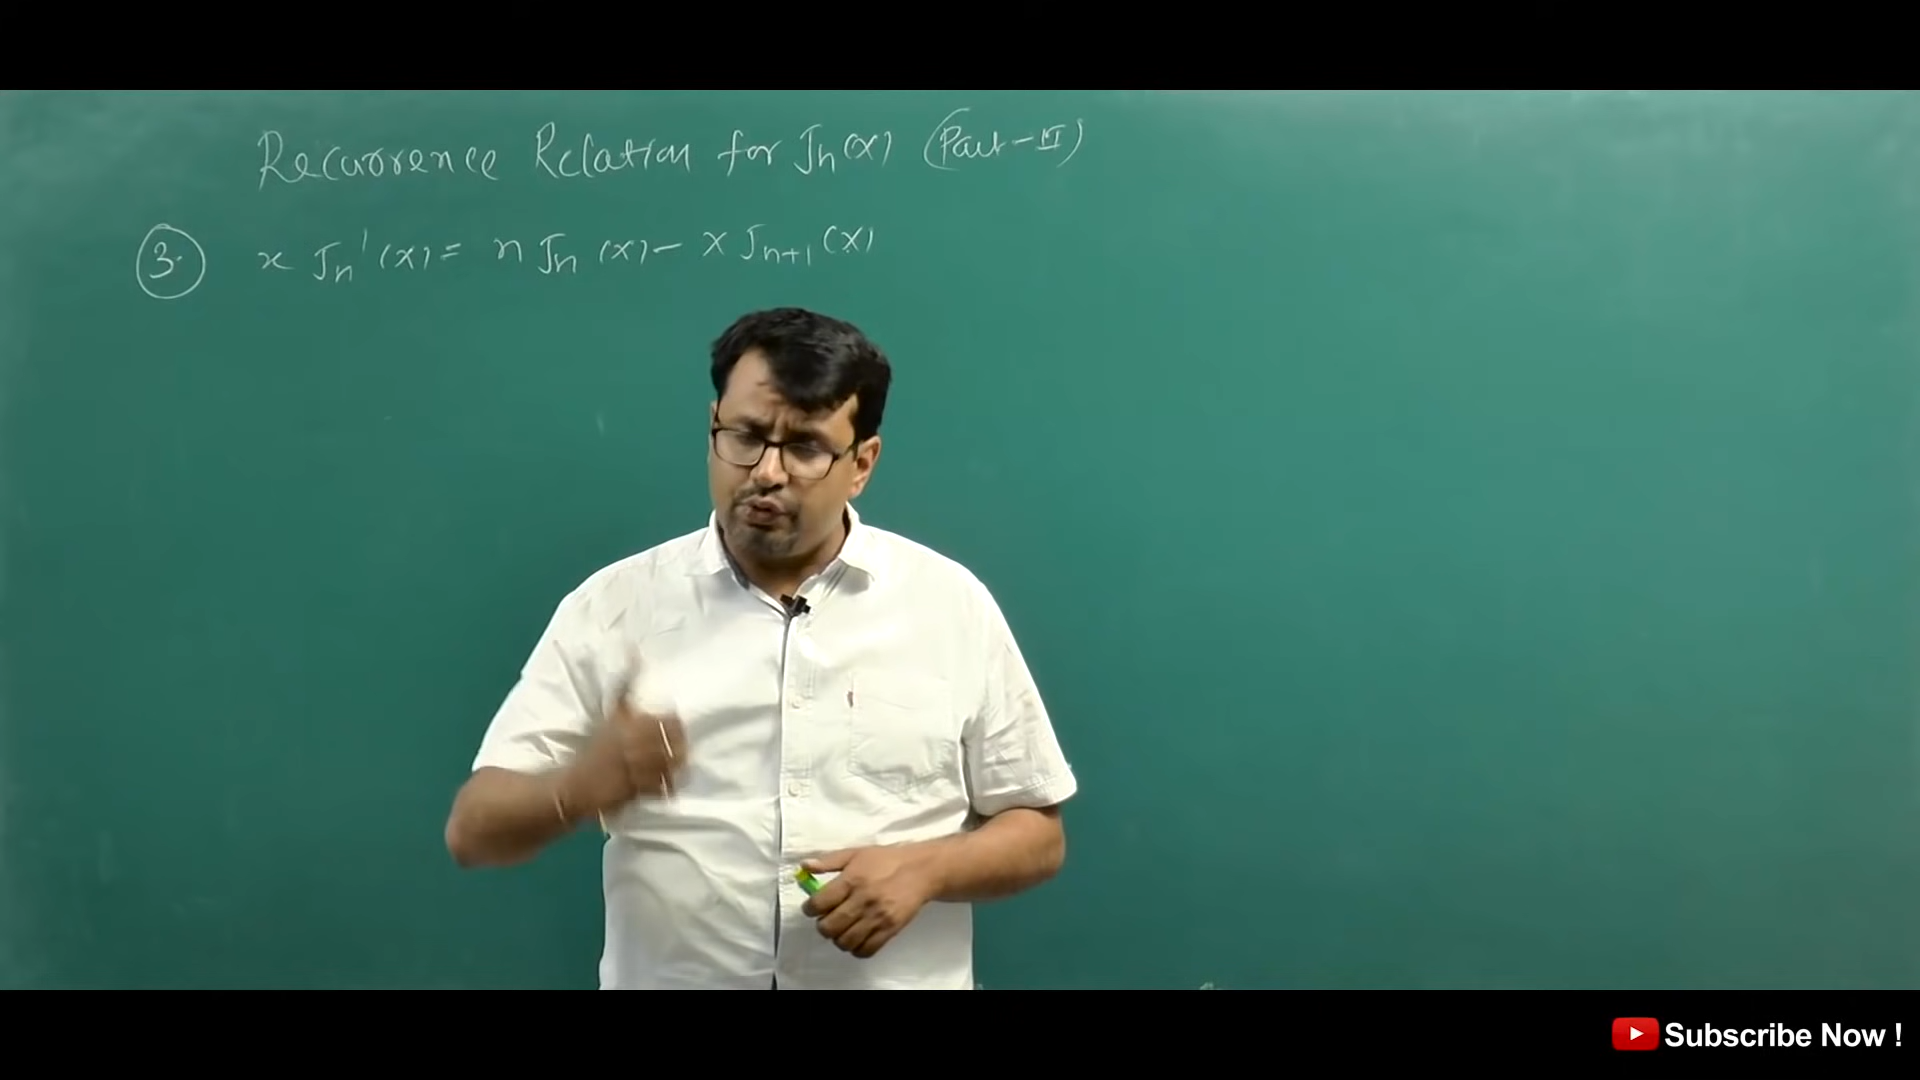 Recurrence Relation for Jn(x) (Part-II)
3. x Jn'(x) = n Jn(x) - x Jn+1(x)
Subscribe Now !